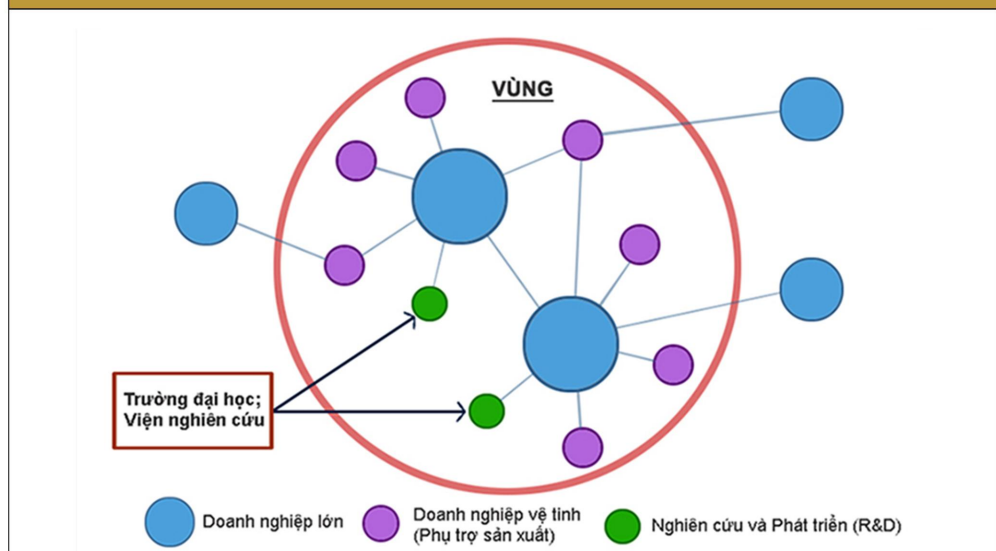 VÙNG
Trường đại học;
Viện nghiên cứu
Doanh nghiệp lớn
Doanh nghiệp vệ tinh
(Phụ trợ sản xuất)
Nghiên cứu và Phát triển (R&D)